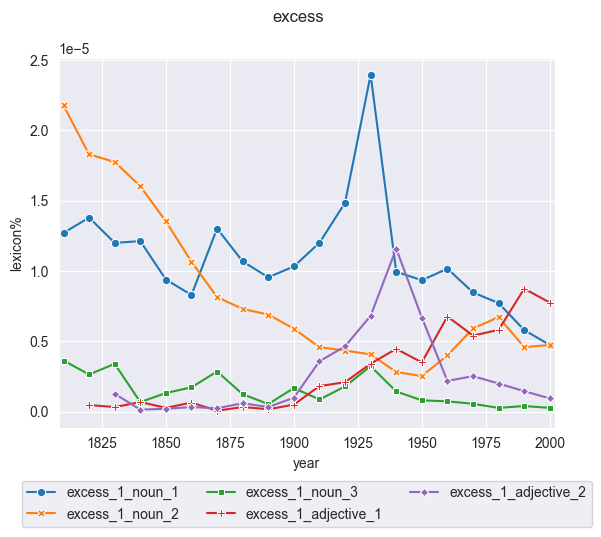 excess
1e−5
2.5
2.0
1.5
1.0
0.5
0.0
lexicon%
1825 1850 1875 1900 1925 1950 1975 2000
year
excess_1_noun_1 excess_1_noun_3 excess_1_adjective_2
excess_1_noun_2 excess_1_adjective_1